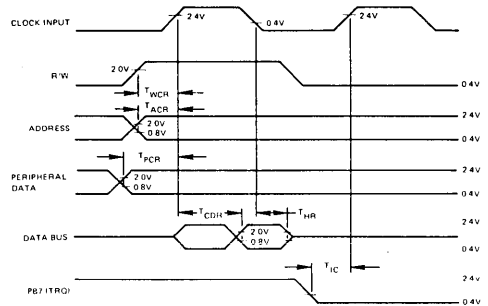 CLOCK INPUT
2.4V
0.4V
2.4V
R/W
2.0V
0.4V
TWCR
TACR
2.4V
ADDRESS
2.0V
0.8V
0.4V
TPCR
2.4V
PERIPHERAL
DATA
2.0V
0.8V
0.4V
TCDR
THR
2.4V
DATA BUS
2.0V
0.8V
0.4V
TIC
PB7 (TRQ)
0.4V